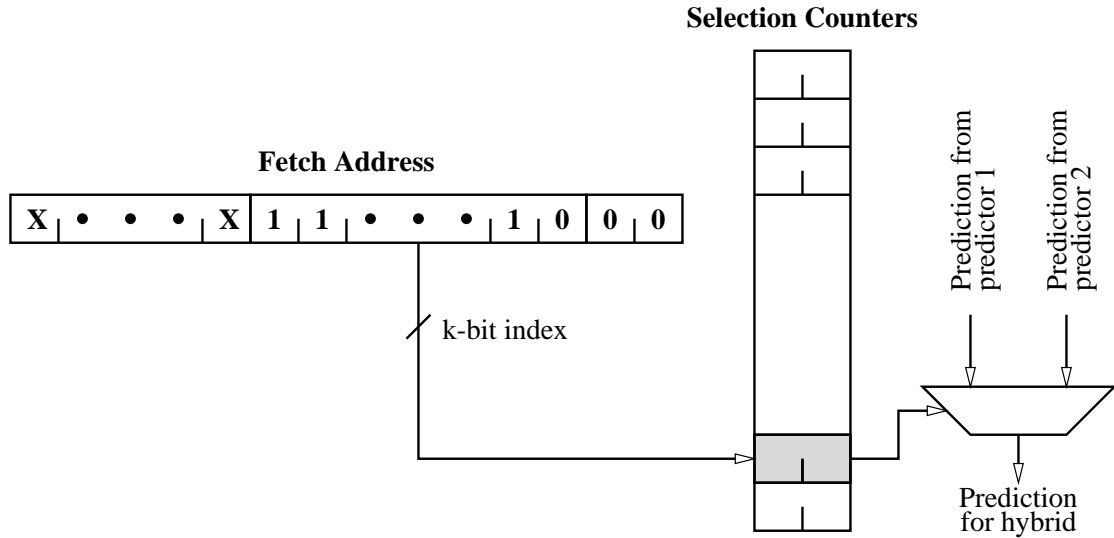 Selection Counters
Fetch Address
X • • • X 1 1 • • • 1 0 0 0
k-bit index
Prediction from
predictor 1
Prediction from
predictor 2
Prediction
for hybrid